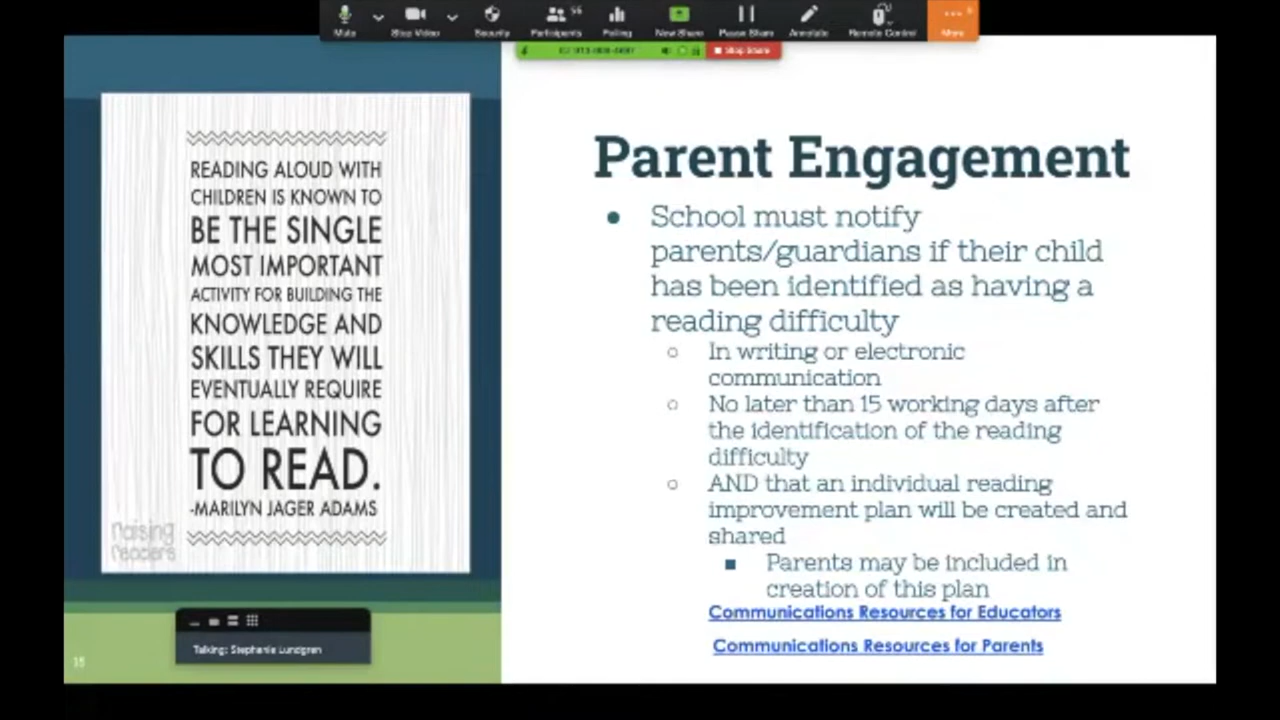 Mute
Stop Video
Security
Participants
Polling
New Share
Pause Share
Annotate
Remote Control
More
Stop Share
READING ALOUD WITH
CHILDREN IS KNOWN TO
BE THE SINGLE
MOST IMPORTANT
ACTIVITY FOR BUILDING THE
KNOWLEDGE AND
SKILLS THEY WILL
EVENTUALLY REQUIRE
FOR LEARNING
TO READ.
-MARILYN JAGER ADAMS
Raising
Readers
Talking: Stephanie Lundgren
Parent Engagement
● School must notify
parents/guardians if their child
has been identified as having a
reading difficulty
○ In writing or electronic
communication
○ No later than 15 working days after
the identification of the reading
difficulty
○ AND that an individual reading
improvement plan will be created and
shared
■ Parents may be included in
creation of this plan
Communications Resources for Educators
Communications Resources for Parents